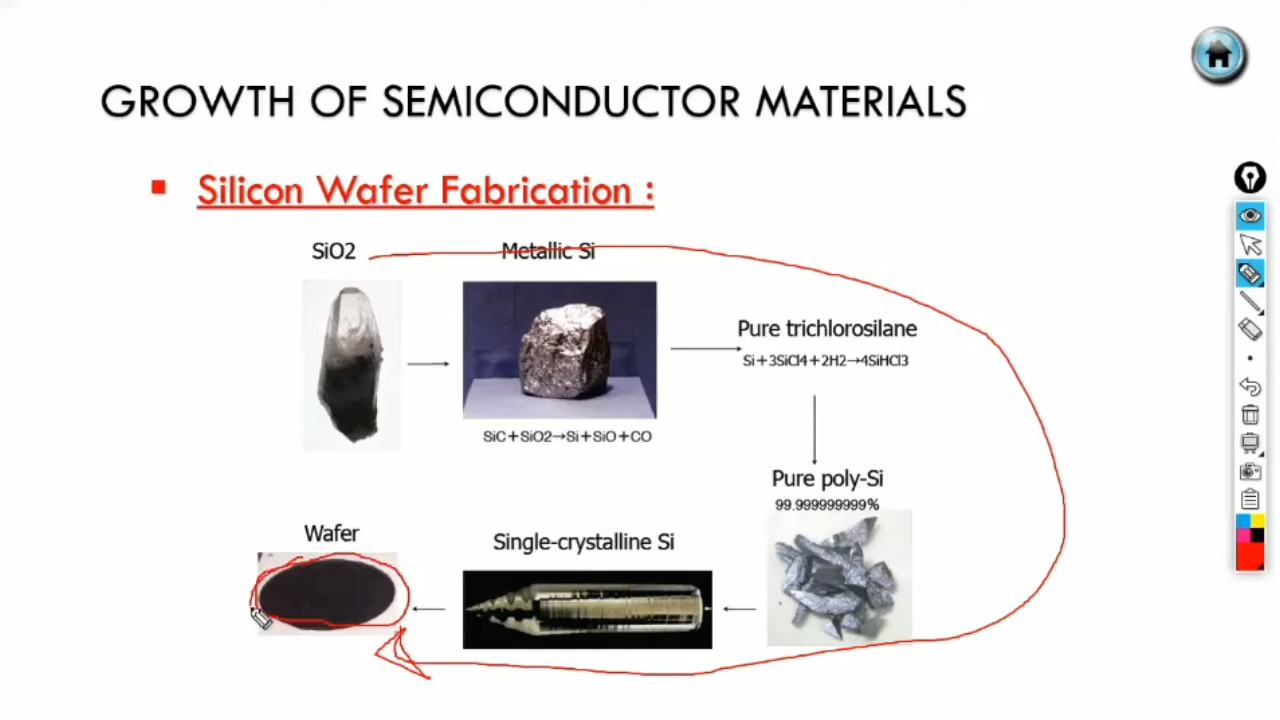 GROWTH OF SEMICONDUCTOR MATERIALS
Silicon Wafer Fabrication :
SiO2
Metallic Si
Pure trichlorosilane
Si+3SiCl4+2H2→4SiHCl3
SiC+SiO2→Si+SiO+CO
Pure poly-Si
99.999999999%
Wafer
Single-crystalline Si